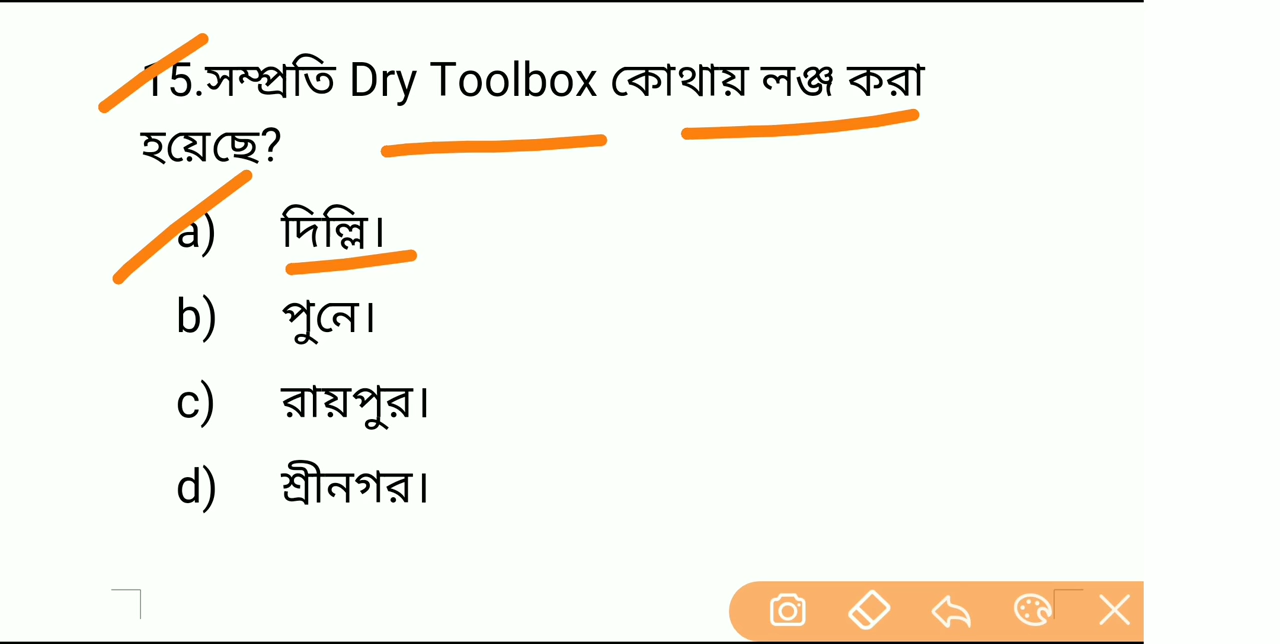 15.সম্প্রতি Dry Toolbox কোথায় লঞ্জ করা
হয়েছে?
a) দিল্লি।
b) পুনে।
c) রায়পুর।
d) শ্রীনগর।